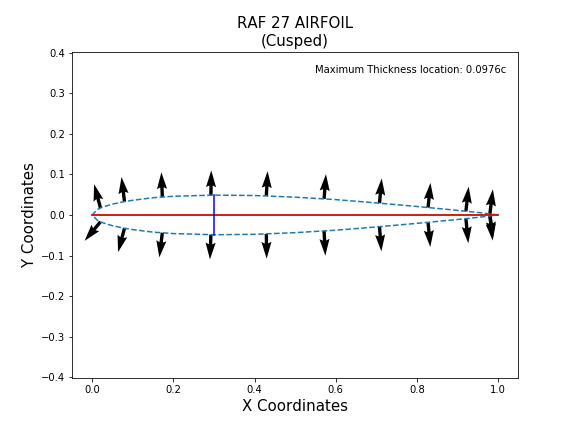 RAF 27 AIRFOIL
(Cusped)
Maximum Thickness location: 0.0976c
Y Coordinates
0.4
0.3
0.2
0.1
0.0
−0.1
−0.2
−0.3
−0.4
0.0 0.2 0.4 0.6 0.8 1.0
X Coordinates